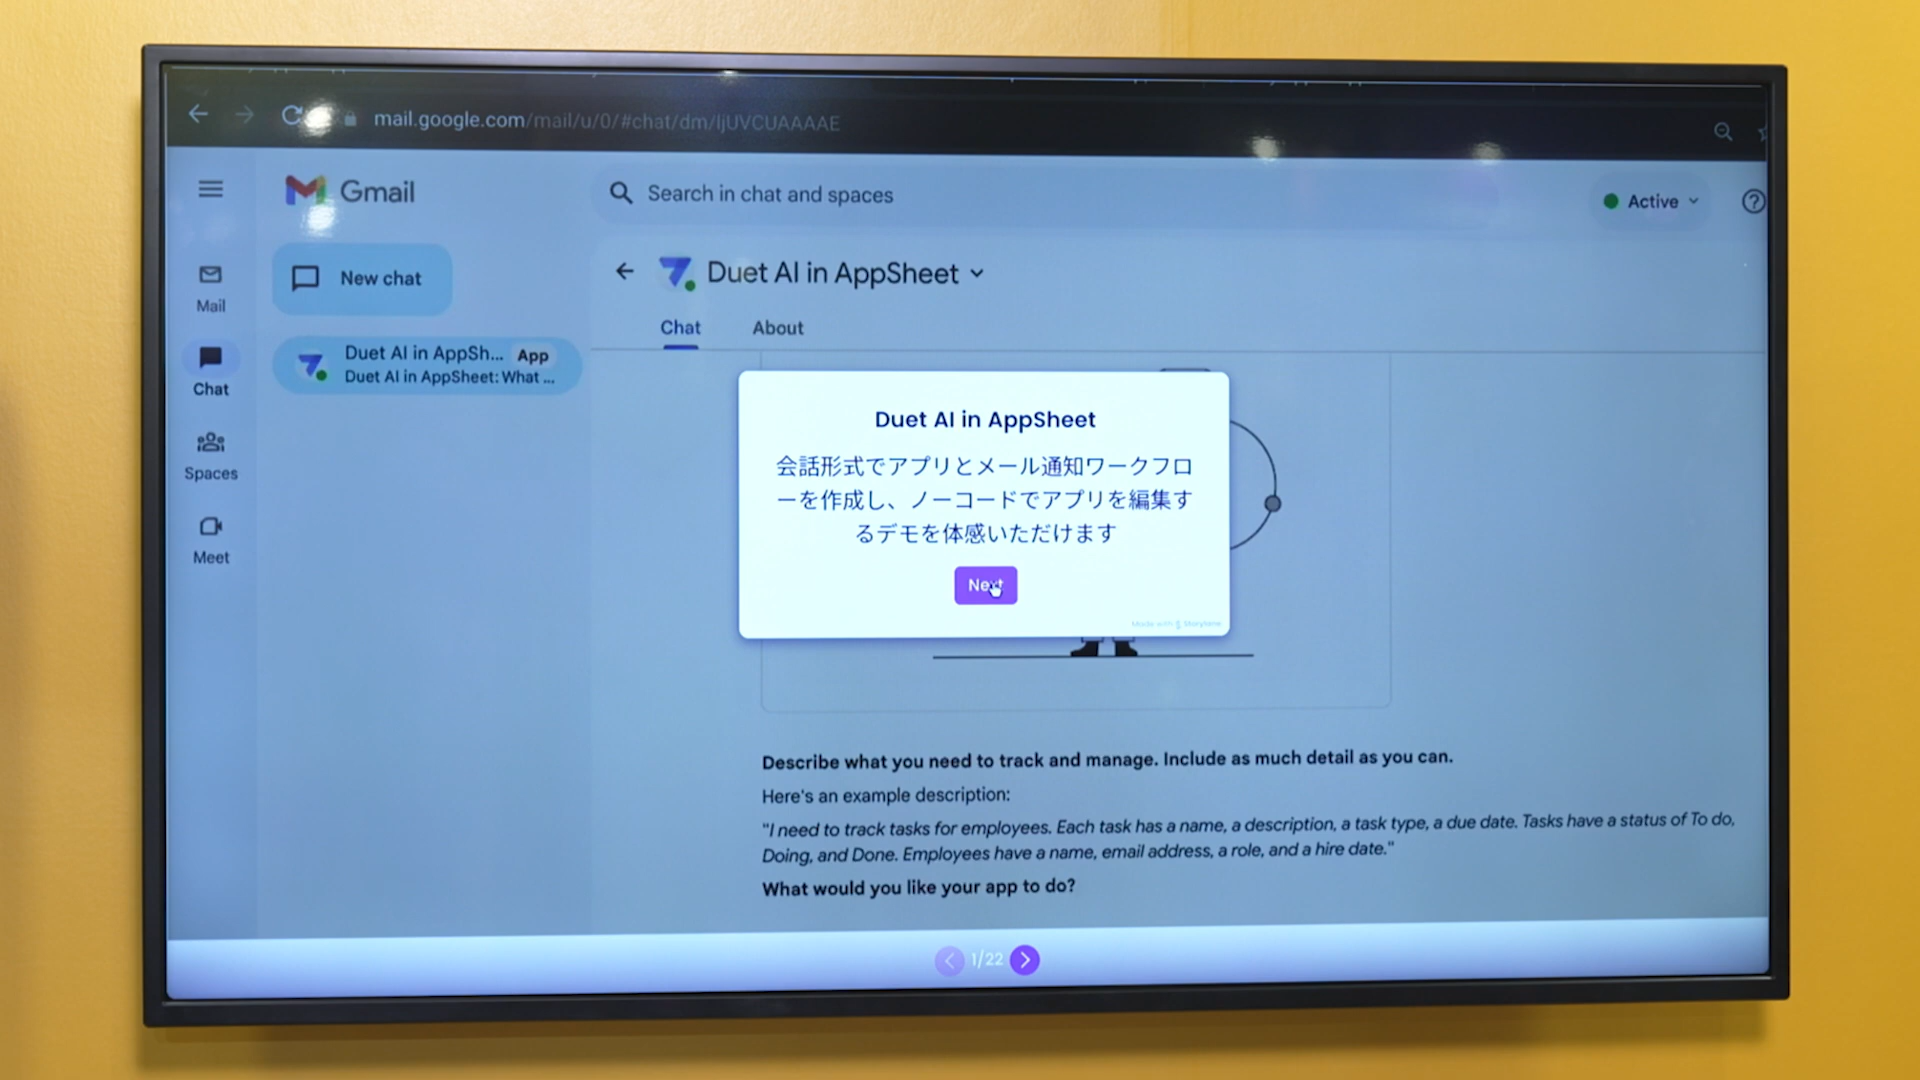 mail.google.com/mail/u/0/#chat/dm/IjUVCUAAAAE
Gmail
Search in chat and spaces
Active
New chat
Duet AI in AppSheet
Mail
Chat
About
Duet AI in AppSh... App
Duet AI in AppSheet: What ...
Chat
Spaces
Meet
Duet AI in AppSheet
会話形式でアプリとメール通知ワークフロ
ーを作成し、ノーコードでアプリを編集す
るデモを体感いただけます
Next
Made with Storylane
Describe what you need to track and manage. Include as much detail as you can.
Here's an example description:
"I need to track tasks for employees. Each task has a name, a description, a task type, a due date. Tasks have a status of To do,
Doing, and Done. Employees have a name, email address, a role, and a hire date."
What would you like your app to do?
1/22